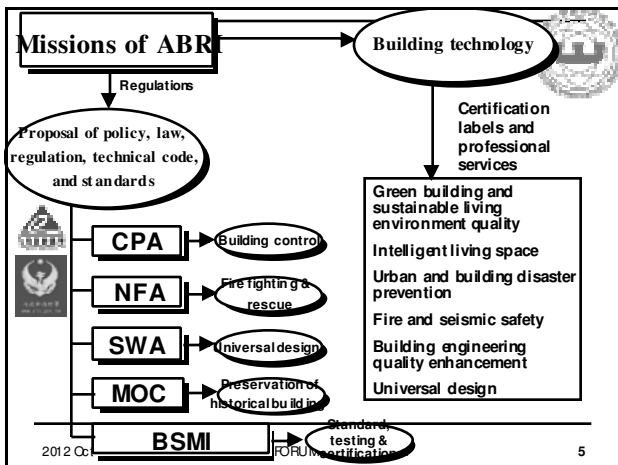 Missions of ABRI
Building technology
Regulations
Certification
labels and
professional
services
Proposal of policy, law,
regulation, technical code,
and standards
Green building and
sustainable living
environment quality
Intelligent living space
Urban and building disaster
prevention
Fire and seismic safety
Building engineering
quality enhancement
Universal design
CPA
Building control
NFA
Fire fighting &
rescue
SWA
Universal design
MOC
Preservation of
historical building
BSMI
Standard,
testing &
certification
2012 Oct
FORUM
5